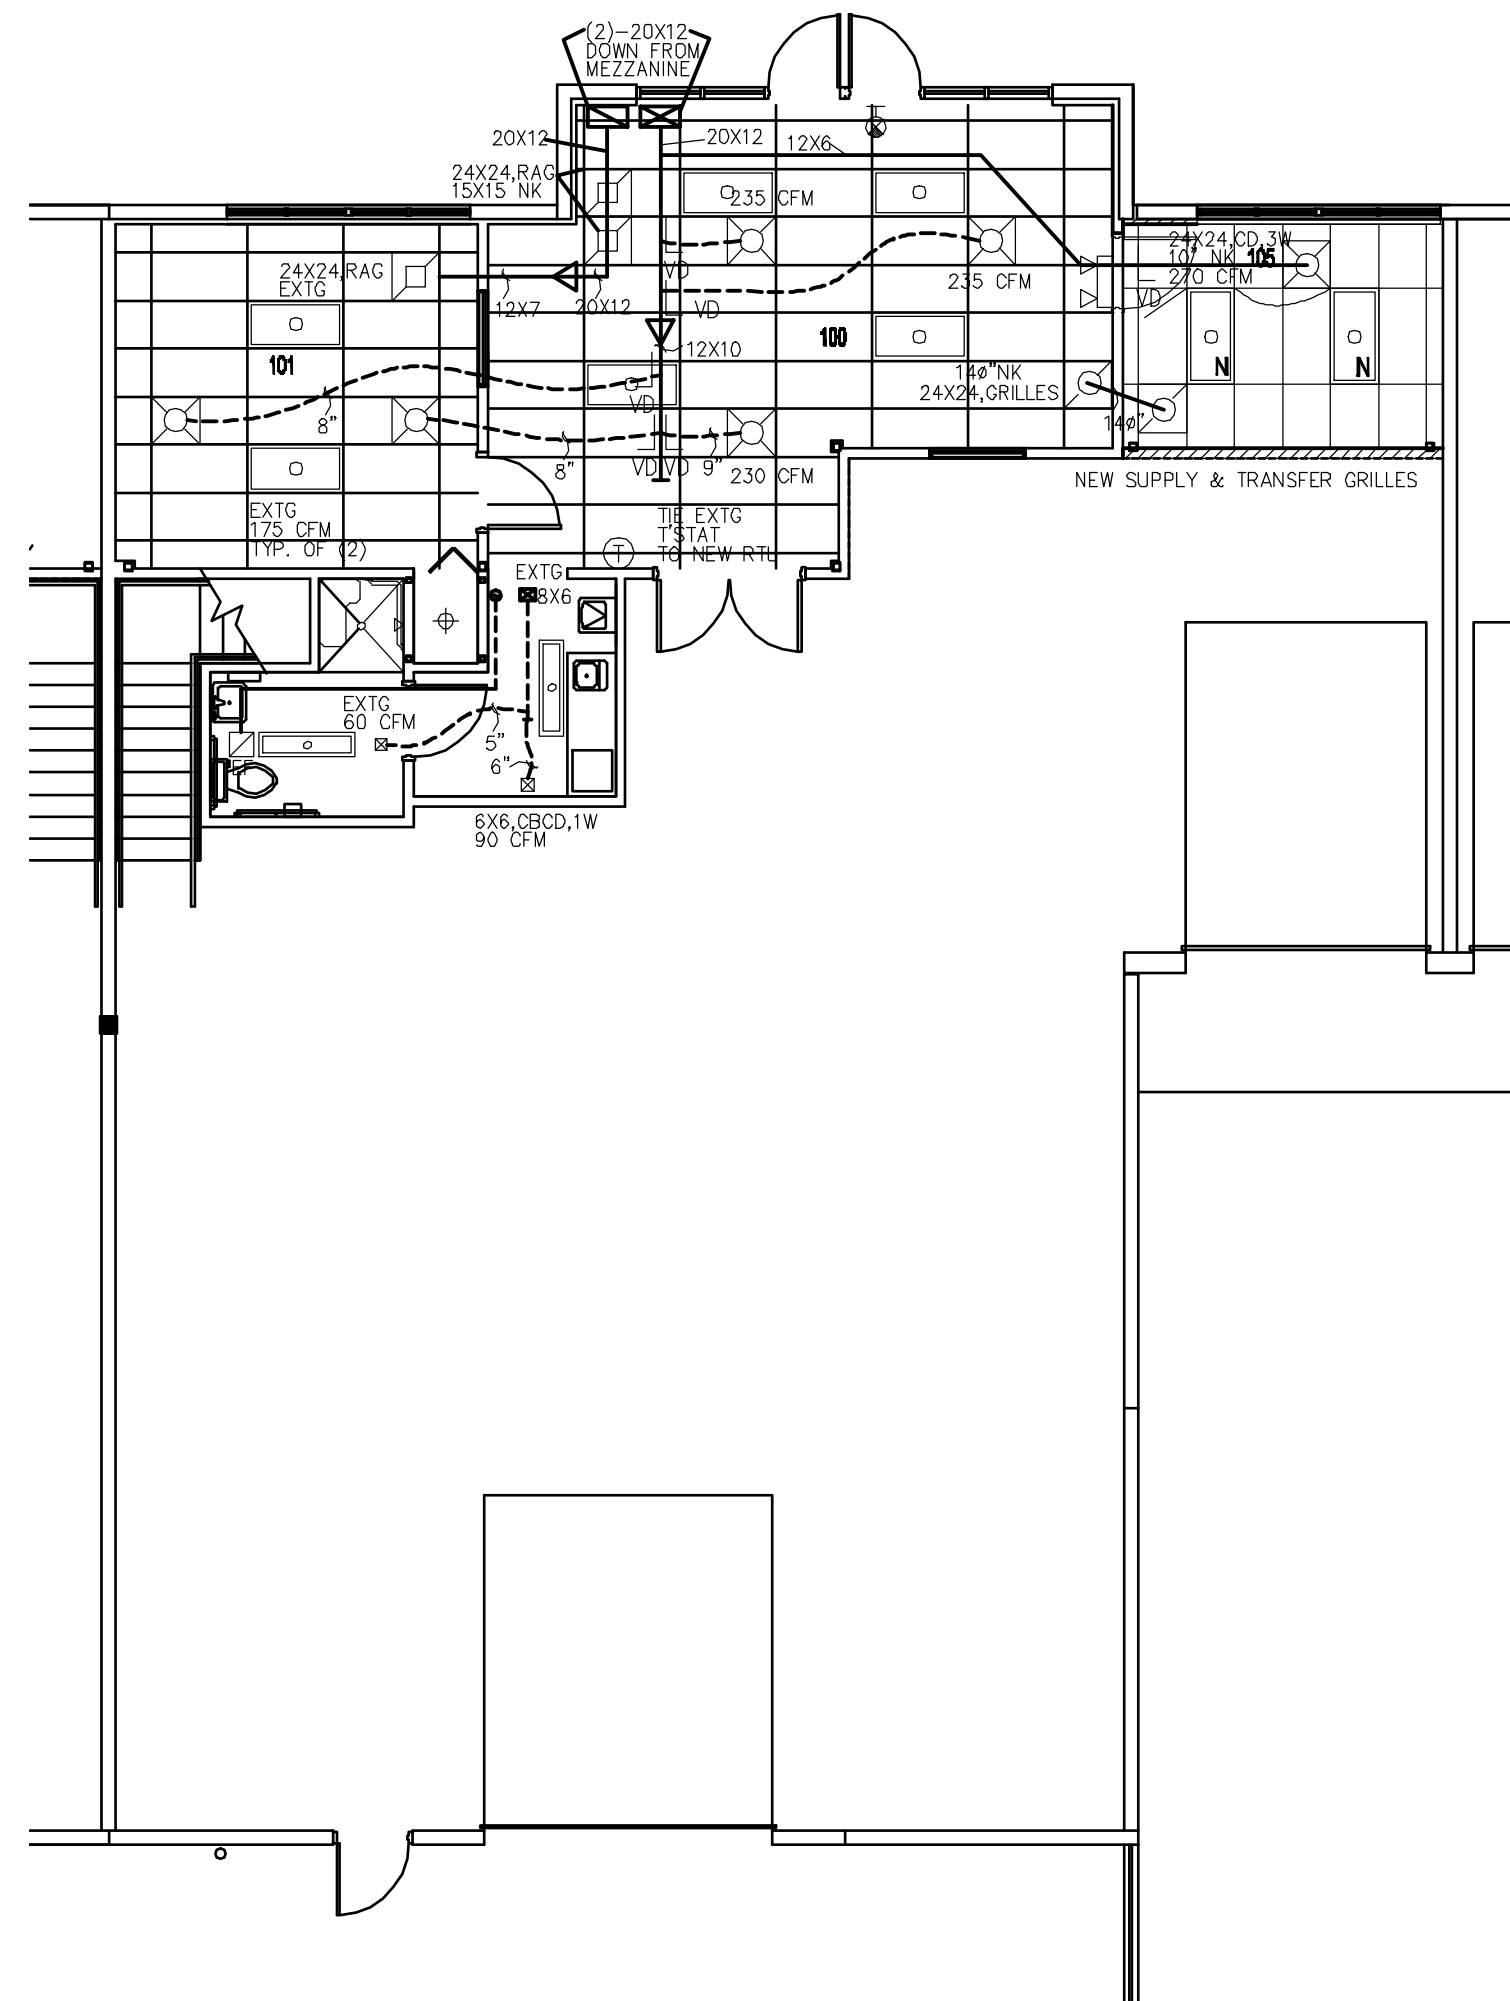 (2)-20X12
DOWN FROM
MEZZANINE
20X12
20X12
12X6
24X24,RAG
15X15 NK
235 CFM
24X24,CD,3W
10" NK
270 CFM
105
24X24,RAG
EXTG
VD
235 CFM
12X7
20X12
VD
VD
100
12X10
101
14ø"NK
24X24,GRILLES
N
N
VD
8"
14ø"
8"
VD
VD
9"
230 CFM
NEW SUPPLY & TRANSFER GRILLES
EXTG
175 CFM
TYP. OF (2)
TIE EXTG
T'STAT
TO NEW RTU
T
EXTG
8X6
EXTG
60 CFM
5"
6"
EF
6X6,CBCD,1W
90 CFM